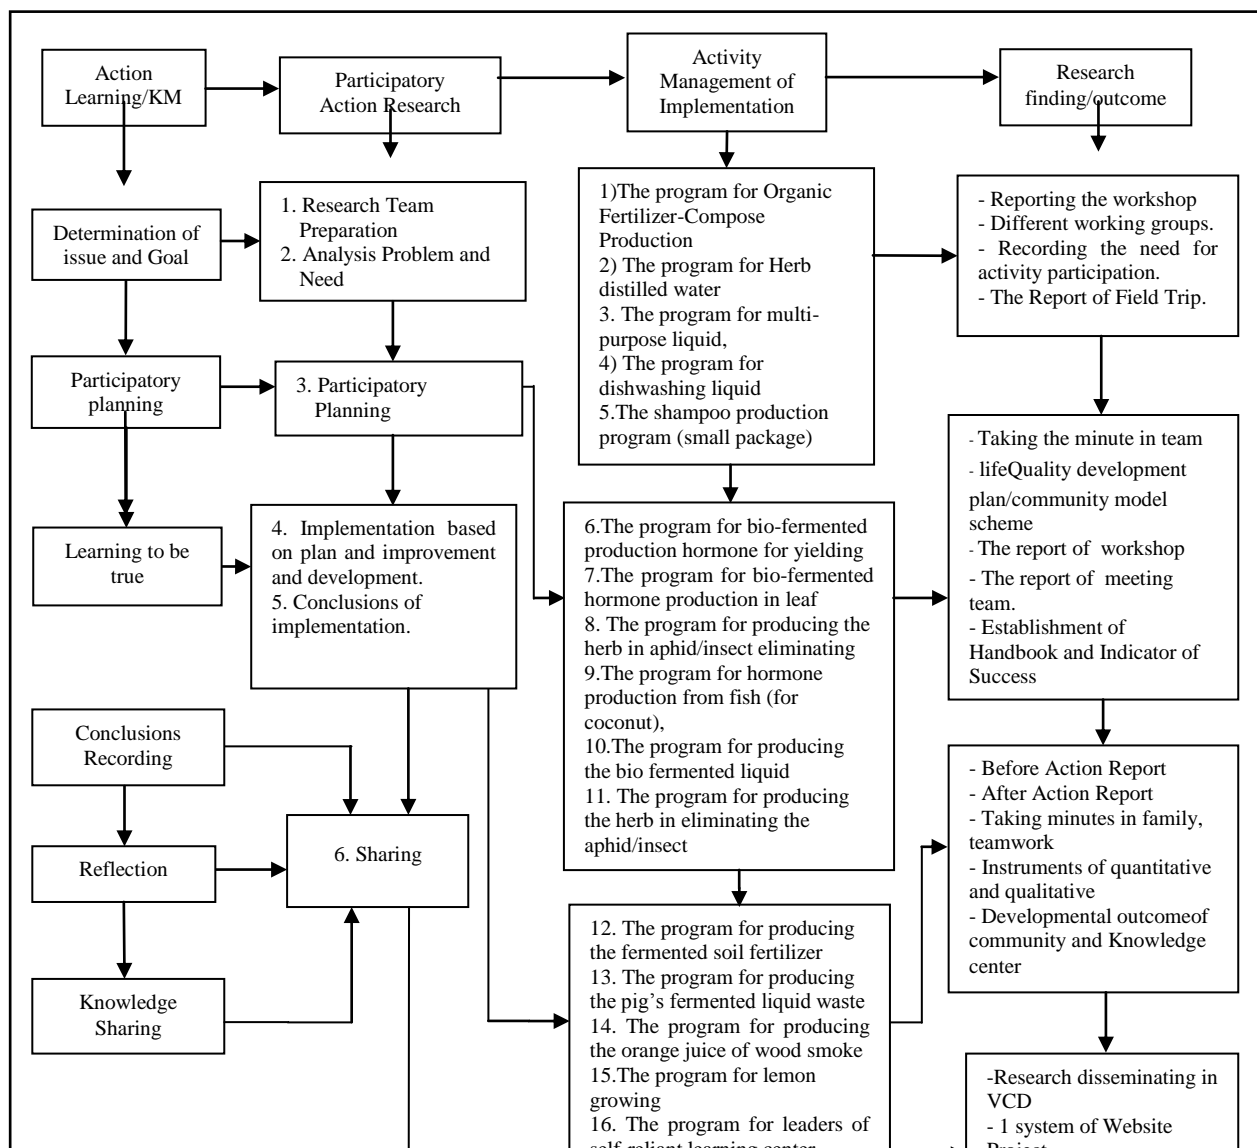 Action
Learning/KM
Participatory
Action Research
Activity
Management of
Implementation
Research
finding/outcome
Determination of
issue and Goal
1. Research Team
Preparation
2. Analysis Problem and
Need
1)The program for Organic
Fertilizer-Compose
Production
2) The program for Herb
distilled water
3. The program for multi-
purpose liquid,
4) The program for
dishwashing liquid
5.The shampoo production
program (small package)
- Reporting the workshop
- Different working groups.
- Recording the need for
activity participation.
- The Report of Field Trip.
Participatory
planning
3. Participatory
Planning
Learning to be
true
4. Implementation based
on plan and improvement
and development.
5. Conclusions of
implementation.
6.The program for bio-fermented
production hormone for yielding
7.The program for bio-fermented
hormone production in leaf
8. The program for producing the
herb in aphid/insect eliminating
9.The program for hormone
production from fish (for
coconut),
10.The program for producing
the bio fermented liquid
11. The program for producing
the herb in eliminating the
aphid/insect
- Taking the minute in team
- lifeQuality development
plan/community model
scheme
- The report of workshop
- The report of meeting
team.
- Establishment of
Handbook and Indicator of
Success
Conclusions
Recording
Reflection
Knowledge
Sharing
6. Sharing
12. The program for producing
the fermented soil fertilizer
13. The program for producing
the pig's fermented liquid waste
14. The program for producing
the orange juice of wood smoke
15.The program for lemon
growing
16. The program for leaders of
self-reliant learning center
- Before Action Report
- After Action Report
- Taking minutes in family,
teamwork
- Instruments of quantitative
and qualitative
- Developmental outcomeof
community and Knowledge
center
-Research disseminating in
VCD
- 1 system of Website
Project